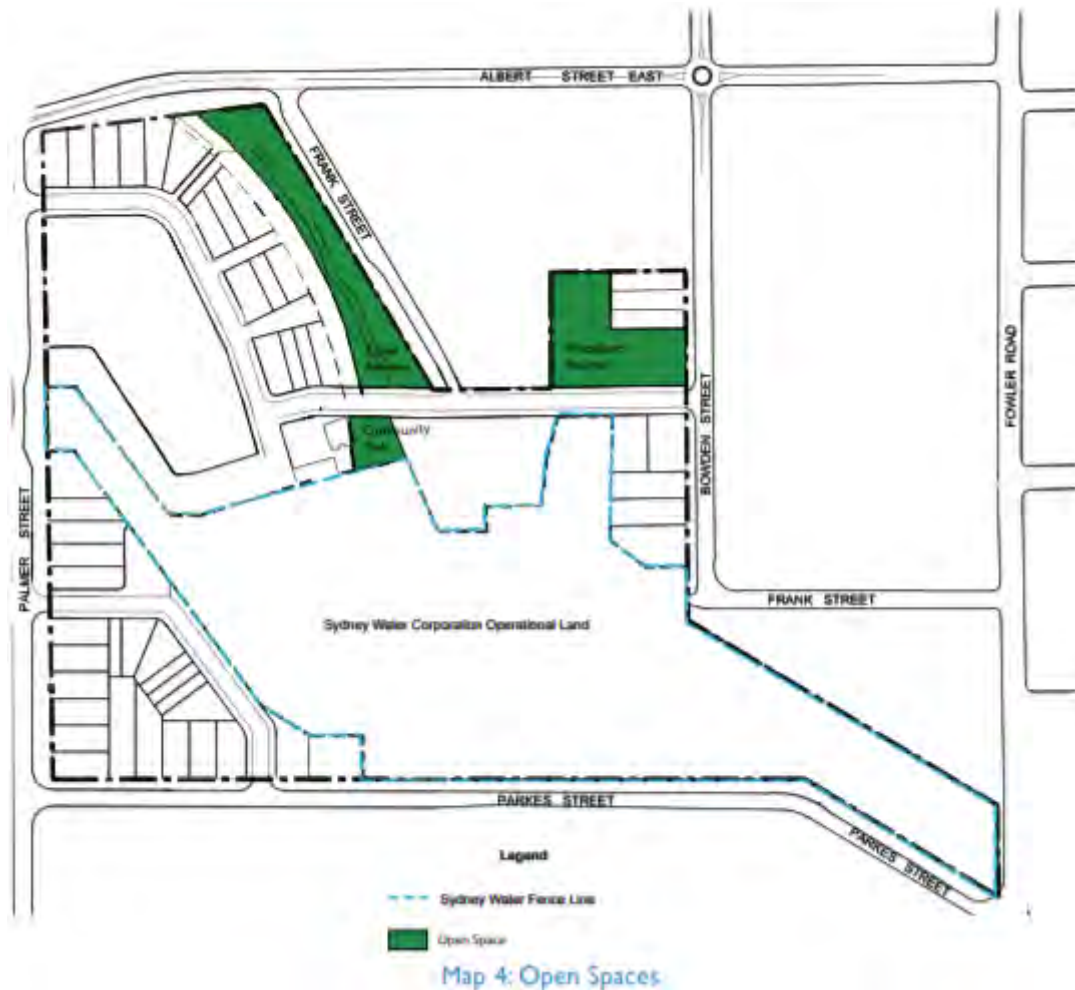 ALBERT STREET EAST
FRANK STREET
FOWLER ROAD
BOWDEN STREET
Community
PALMER STREET
FRANK STREET
Sydney Water Corporation Operational Land
PARKES STREET
PARKES STREET
Legend
Sydney Water Fence Line
Open Space
Map 4: Open Spaces